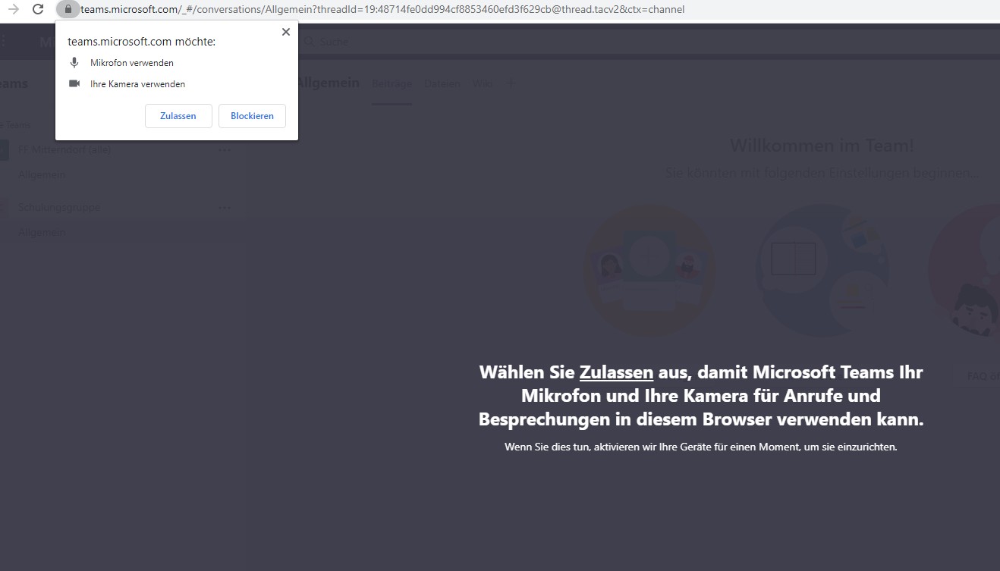 teams.microsoft.com/_#/conversations/Allgemein?threadId=19:48714fe0dd994cf8853460efd3f629cb@thread.tacv2&ctx=channel
teams.microsoft.com möchte:
Mikrofon verwenden
Ihre Kamera verwenden
Zulassen
Blockieren
Suche
Allgemein
Beiträge
Dateien
Wiki
FF Mitterndorf (alle)
Allgemein
Schulungsgruppe
Allgemein
Willkommen im Team!
Sie könnten mit folgenden Einstellungen beginnen...
FAQ
Wählen Sie Zulassen aus, damit Microsoft Teams Ihr
Mikrofon und Ihre Kamera für Anrufe und
Besprechungen in diesem Browser verwenden kann.
Wenn Sie dies tun, aktivieren wir Ihre Geräte für einen Moment, um sie einzurichten.